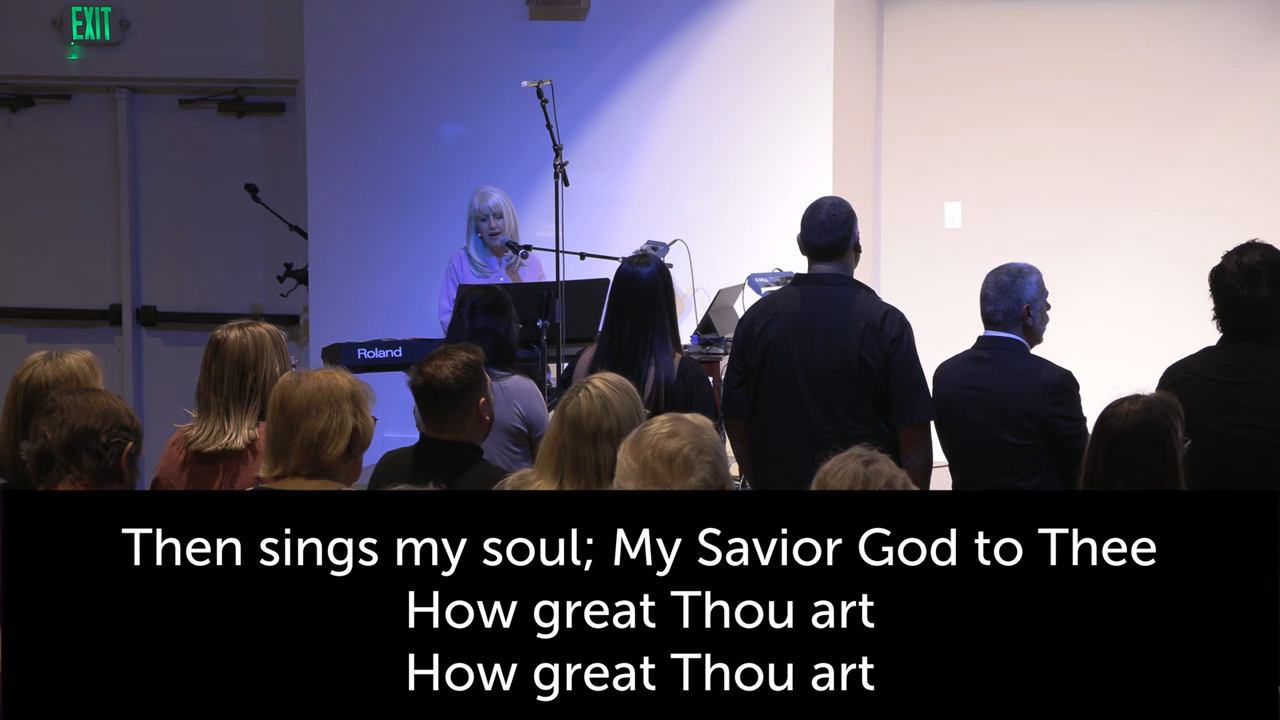 EXIT
Roland
Then sings my soul; My Savior God to Thee
How great Thou art
How great Thou art